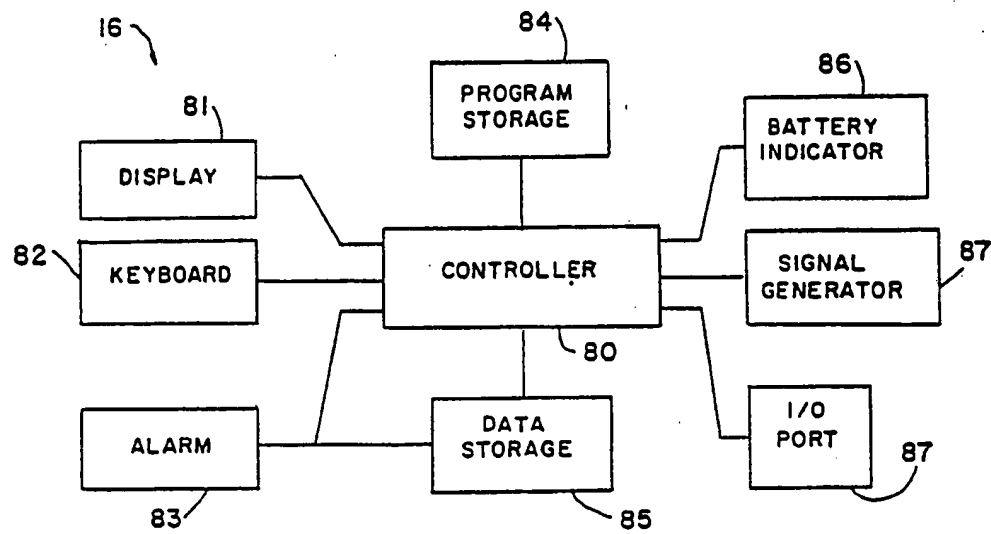 16
84
PROGRAM
STORAGE
86
BATTERY
INDICATOR
81
DISPLAY
82
KEYBOARD
CONTROLLER
80
SIGNAL
GENERATOR
87
ALARM
83
DATA
STORAGE
85
I/O
PORT
87